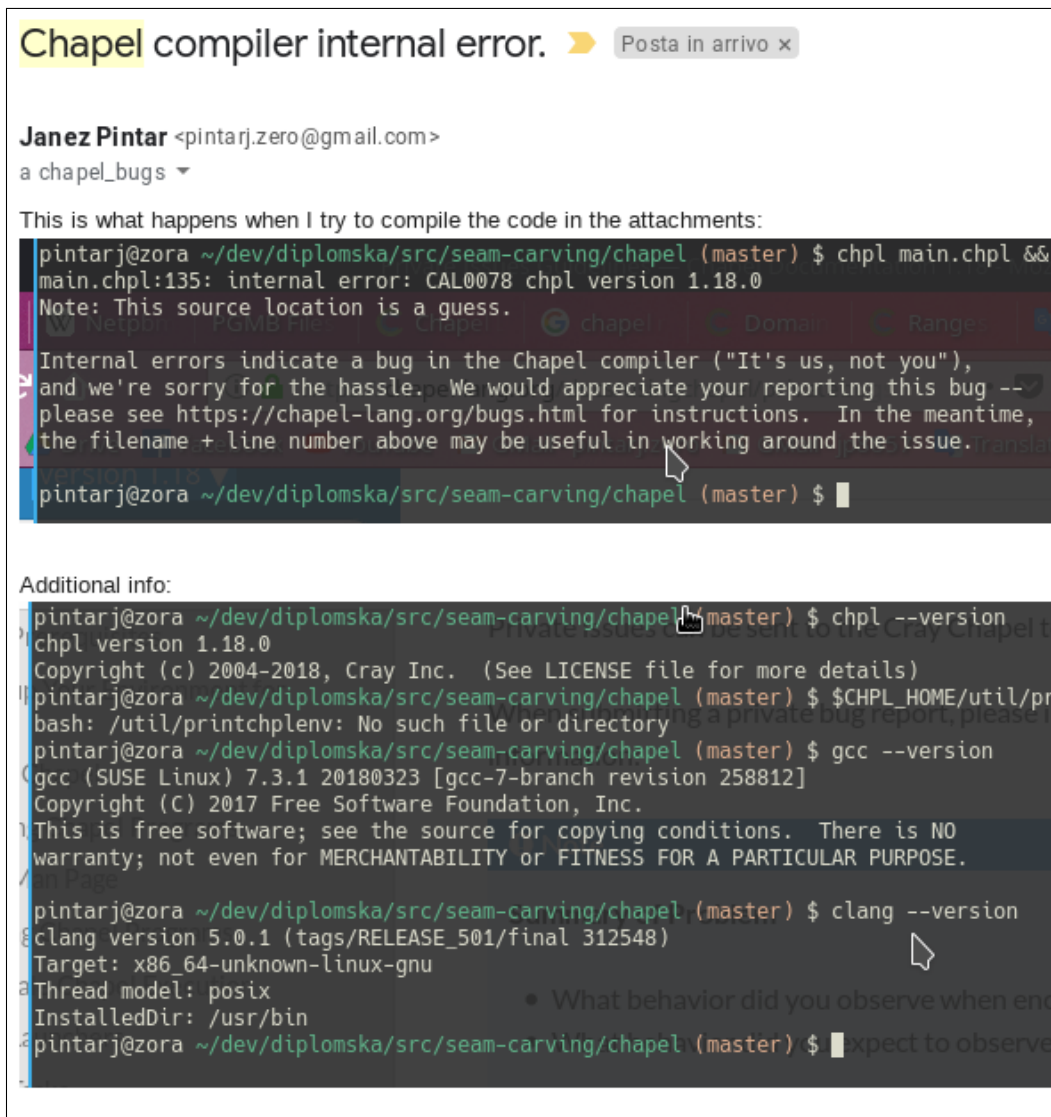 Chapel compiler internal error. Posta in arrivo ×
Janez Pintar <pintarj.zero@gmail.com>
a chapel_bugs
This is what happens when I try to compile the code in the attachments:
pintarj@zora ~/dev/diplomska/src/seam-carving/chapel (master) $ chpl main.chpl &&
main.chpl:135: internal error: CAL0078 chpl version 1.18.0
Note: This source location is a guess.
Internal errors indicate a bug in the Chapel compiler ("It's us, not you"),
and we're sorry for the hassle.  We would appreciate your reporting this bug --
please see https://chapel-lang.org/bugs.html for instructions.  In the meantime,
the filename + line number above may be useful in working around the issue.
pintarj@zora ~/dev/diplomska/src/seam-carving/chapel (master) $
Additional info:
pintarj@zora ~/dev/diplomska/src/seam-carving/chapel (master) $ chpl --version
chpl version 1.18.0
Copyright (c) 2004-2018, Cray Inc.  (See LICENSE file for more details)
pintarj@zora ~/dev/diplomska/src/seam-carving/chapel (master) $ $CHPL_HOME/util/pr
bash: /util/printchplenv: No such file or directory
pintarj@zora ~/dev/diplomska/src/seam-carving/chapel (master) $ gcc --version
gcc (SUSE Linux) 7.3.1 20180323 [gcc-7-branch revision 258812]
Copyright (C) 2017 Free Software Foundation, Inc.
This is free software; see the source for copying conditions.  There is NO
warranty; not even for MERCHANTABILITY or FITNESS FOR A PARTICULAR PURPOSE.
pintarj@zora ~/dev/diplomska/src/seam-carving/chapel (master) $ clang --version
clang version 5.0.1 (tags/RELEASE_501/final 312548)
Target: x86_64-unknown-linux-gnu
Thread model: posix
InstalledDir: /usr/bin
pintarj@zora ~/dev/diplomska/src/seam-carving/chapel (master) $